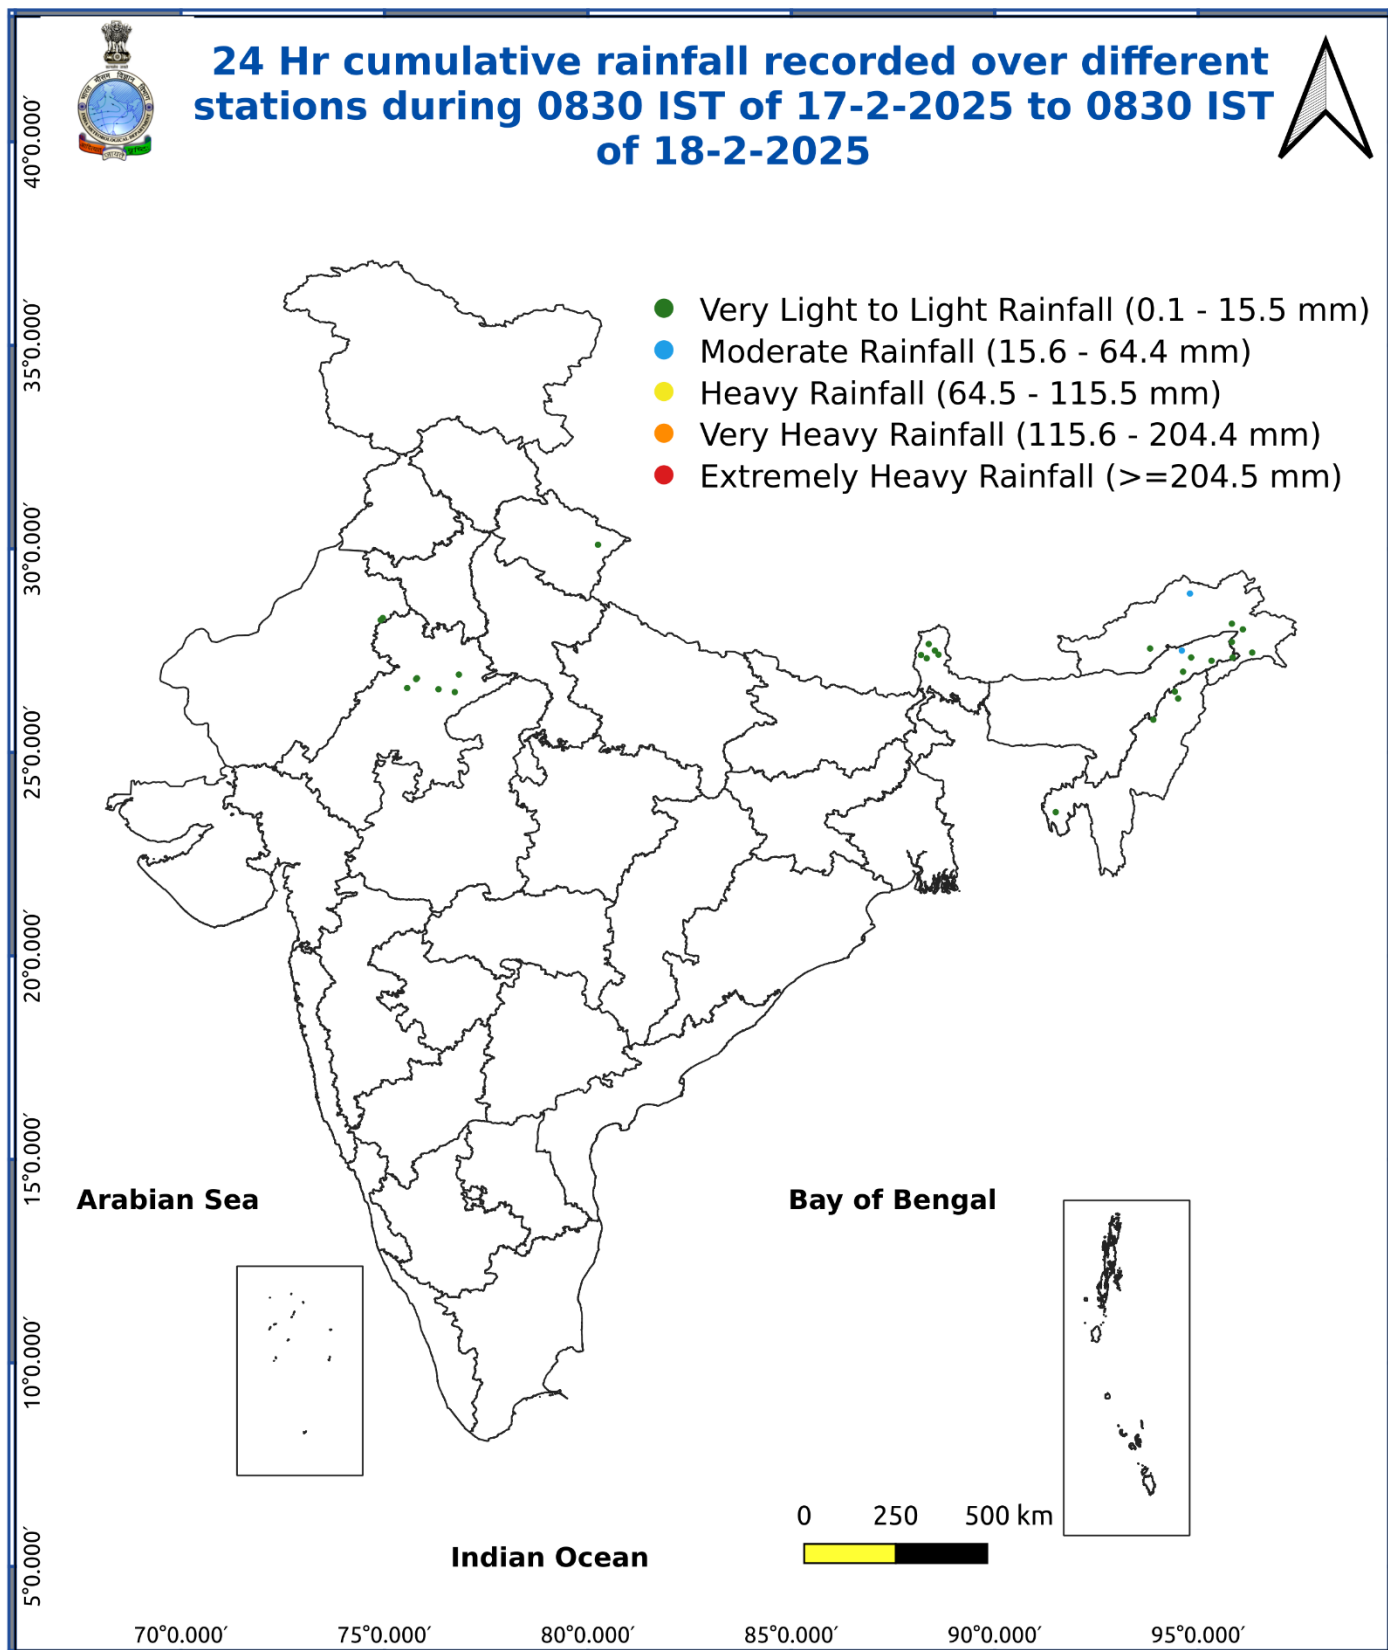 24 Hr cumulative rainfall recorded over different
stations during 0830 IST of 17-2-2025 to 0830 IST
of 18-2-2025
40°0.000′
35°0.000′
30°0.000′
25°0.000′
20°0.000′
15°0.000′
10°0.000′
5°0.000′
Very Light to Light Rainfall (0.1 - 15.5 mm)
Moderate Rainfall (15.6 - 64.4 mm)
Heavy Rainfall (64.5 - 115.5 mm)
Very Heavy Rainfall (115.6 - 204.4 mm)
Extremely Heavy Rainfall (>=204.5 mm)
Arabian Sea
Bay of Bengal
0 250 500 km
Indian Ocean
70°0.000′ 75°0.000′ 80°0.000′ 85°0.000′ 90°0.000′ 95°0.000′